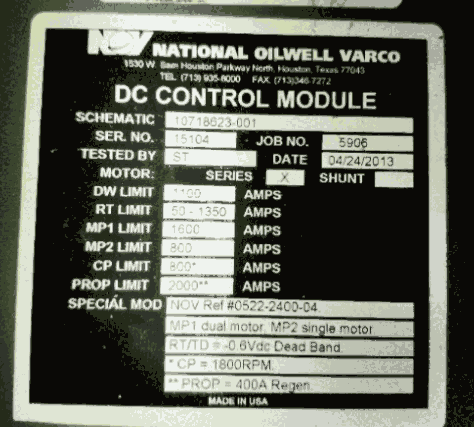 NOV NATIONAL OILWELL VARCO
1530 W. Sam Houston Parkway North, Houston, Texas 77043
TEL. (713) 935-8000 FAX. (713)346-7272
DC CONTROL MODULE
SCHEMATIC 10718623-001
SER. NO. 15104 JOB NO. 5906
TESTED BY ST DATE 04/24/2013
MOTOR: SERIES X SHUNT
DW LIMIT 1100 AMPS
RT LIMIT 50 - 1350 AMPS
MP1 LIMIT 1600 AMPS
MP2 LIMIT 800 AMPS
CP LIMIT 800* AMPS
PROP LIMIT 2000** AMPS
SPECIAL MOD NOV Ref #0522-2400-04.
MP1 dual motor, MP2 single motor
RT/TD = -0.6Vdc Dead Band.
* CP = 1800RPM.
** PROP = 400A Regen.
MADE IN USA